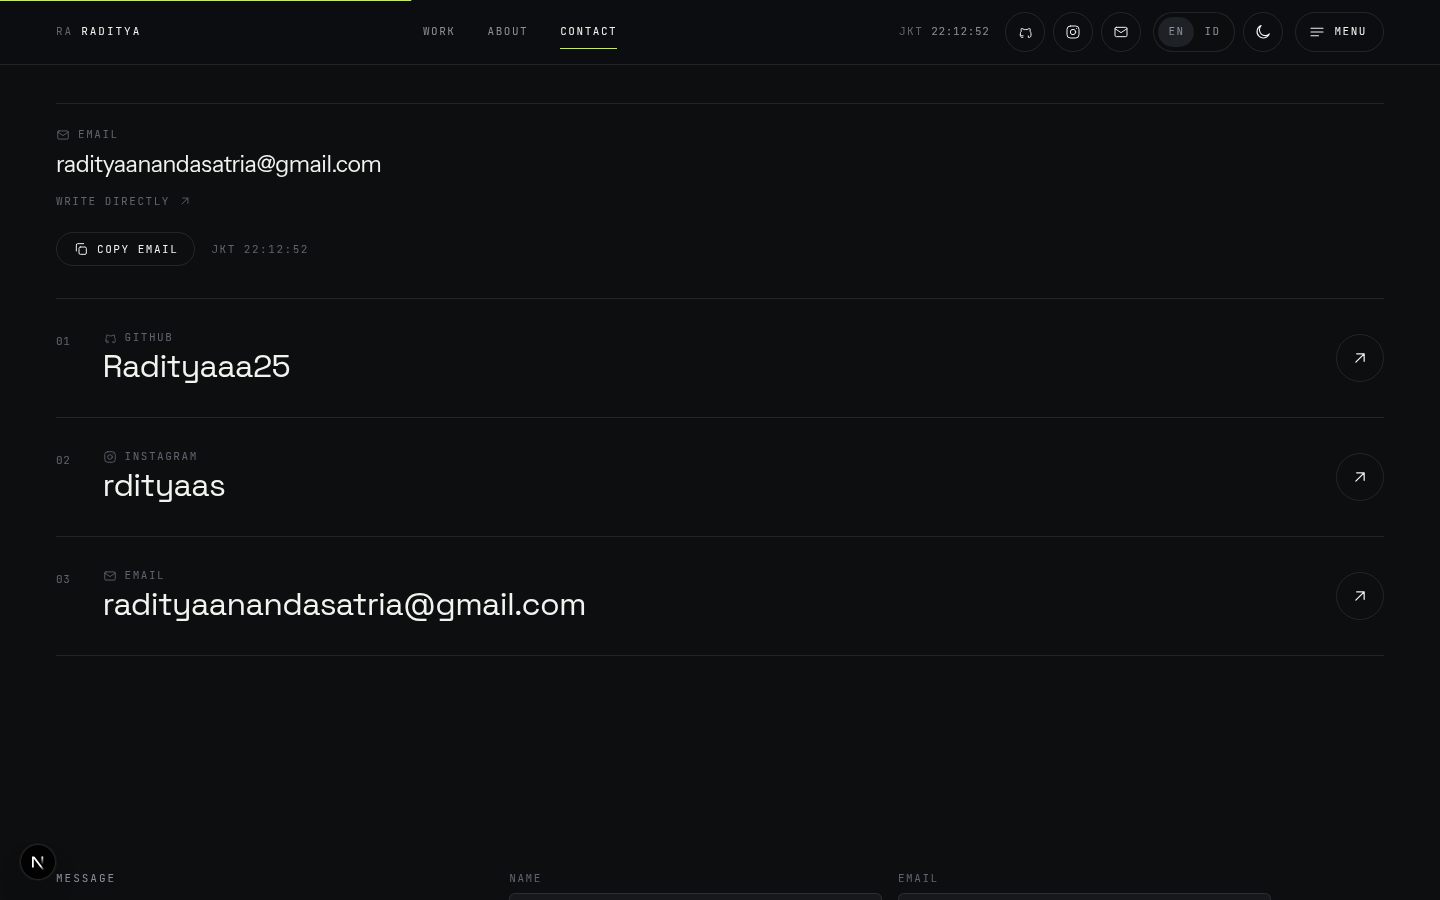 RA RADITYA
WORK ABOUT CONTACT
JKT 22:12:52
EN ID
MENU
EMAIL
radityaanandasatria@gmail.com
WRITE DIRECTLY
COPY EMAIL JKT 22:12:52
01 GITHUB
Radityaaa25
02 INSTAGRAM
rdityaas
03 EMAIL
radityaanandasatria@gmail.com
N
MESSAGE NAME EMAIL